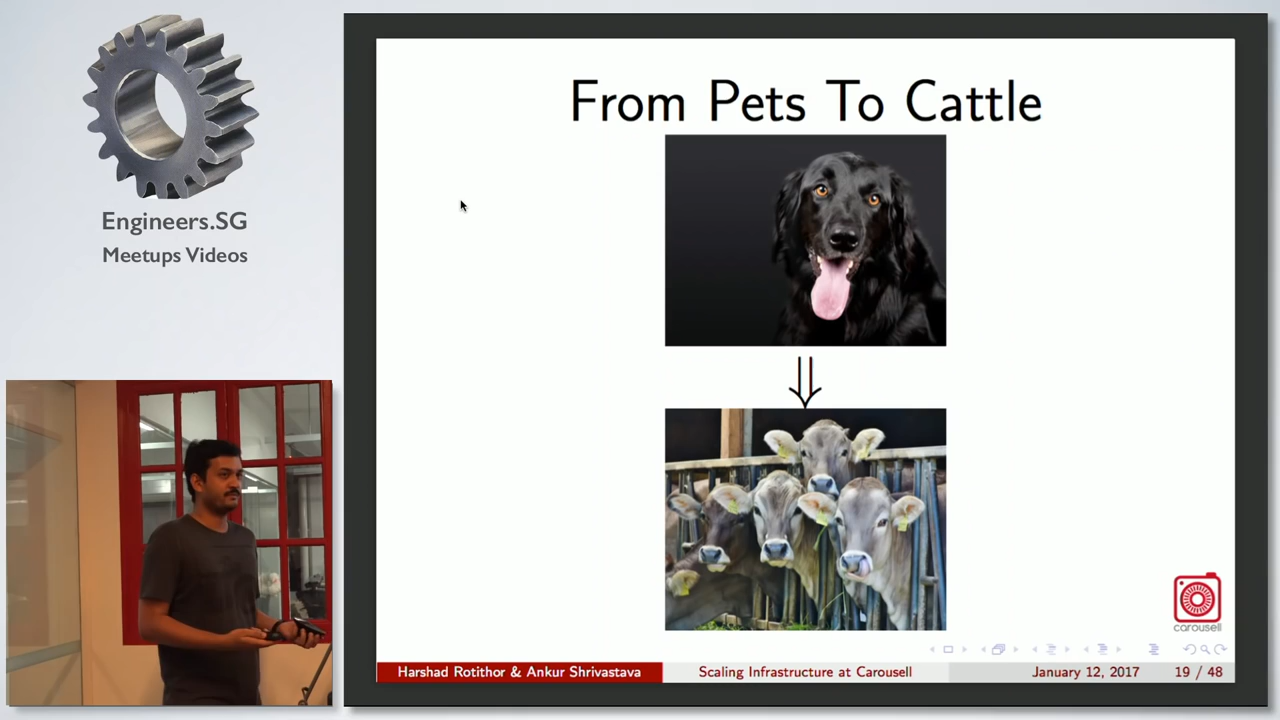 Engineers.SG
Meetups Videos
From Pets To Cattle
carousell
Harshad Rotithor & Ankur Shrivastava
Scaling Infrastructure at Carousell
January 12, 2017
19 / 48